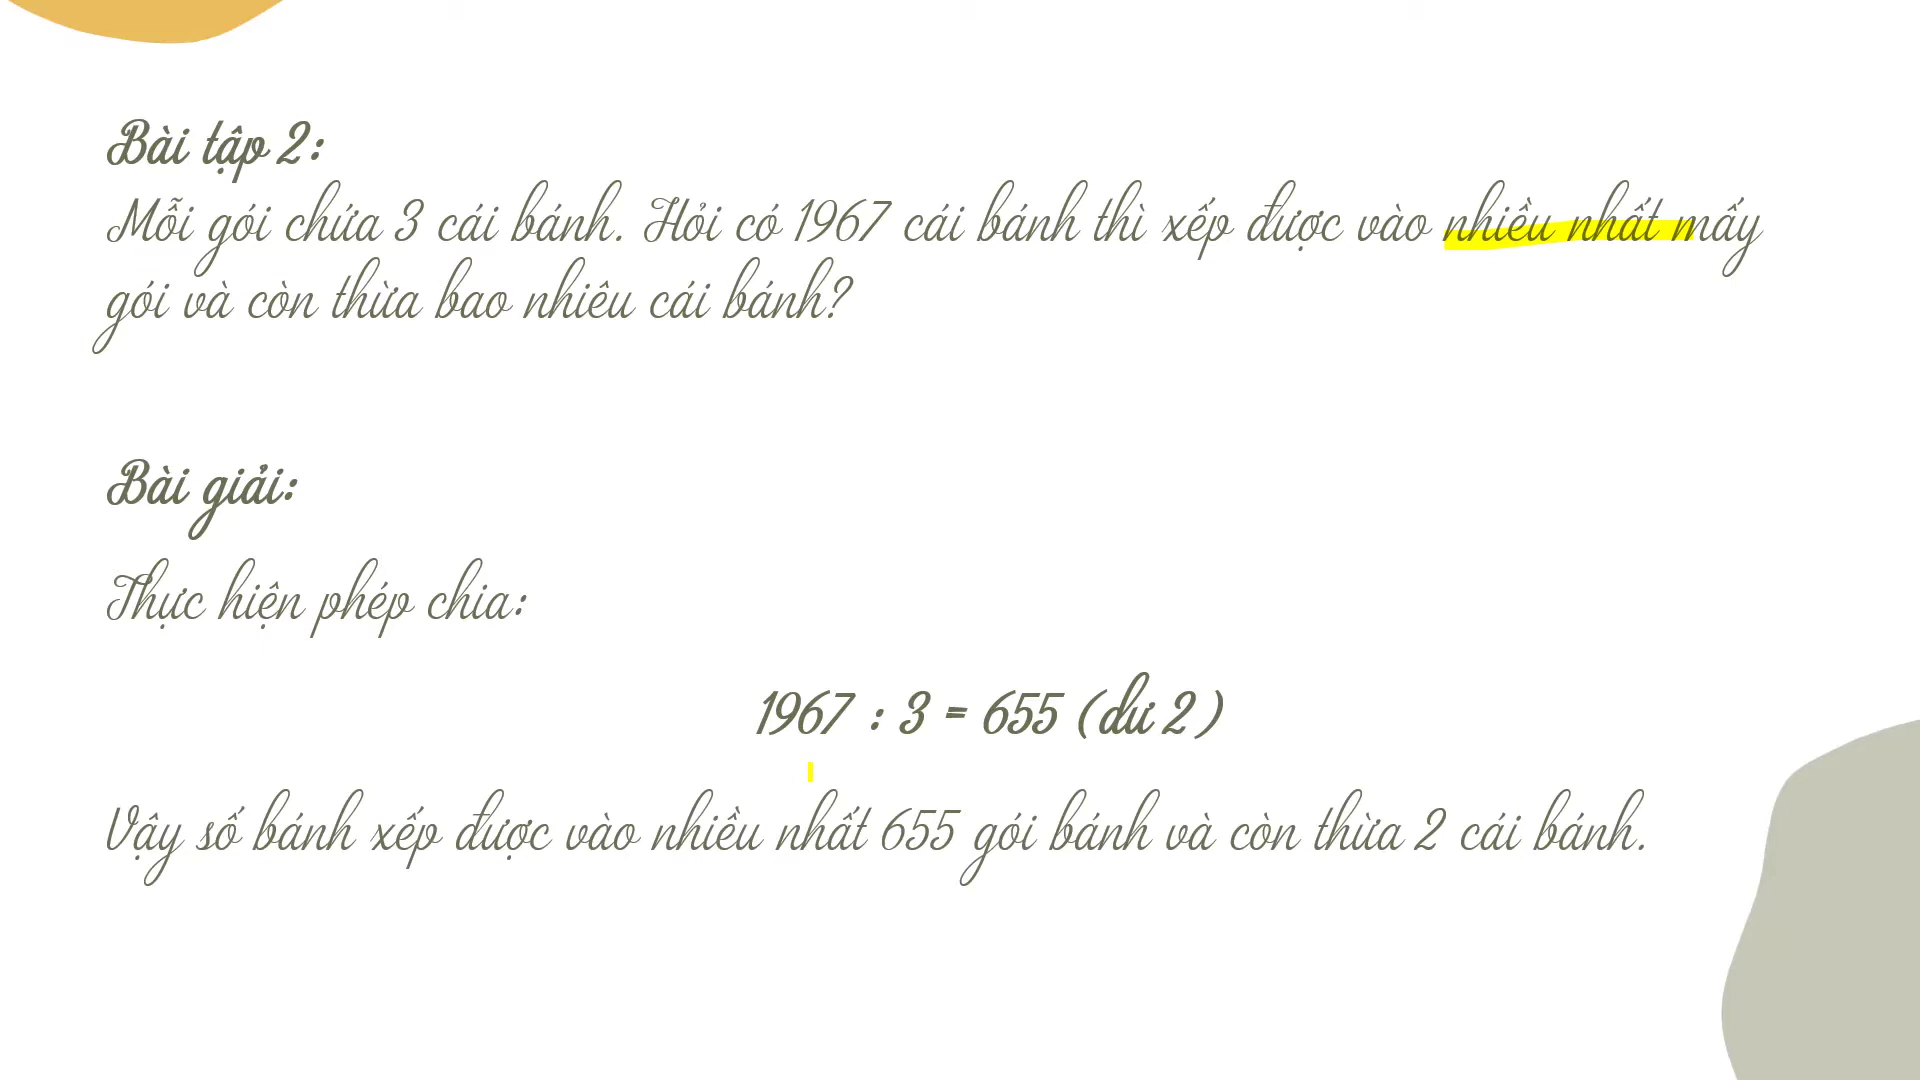 Bài tập 2:
Mỗi gói chứa 3 cái bánh. Hỏi có 1967 cái bánh thì xếp được vào nhiều nhất mấy
gói và còn thừa bao nhiêu cái bánh?
Bài giải:
Thực hiện phép chia:
1967 : 3 = 655 (dư 2)
Vậy số bánh xếp được vào nhiều nhất 655 gói bánh và còn thừa 2 cái bánh.